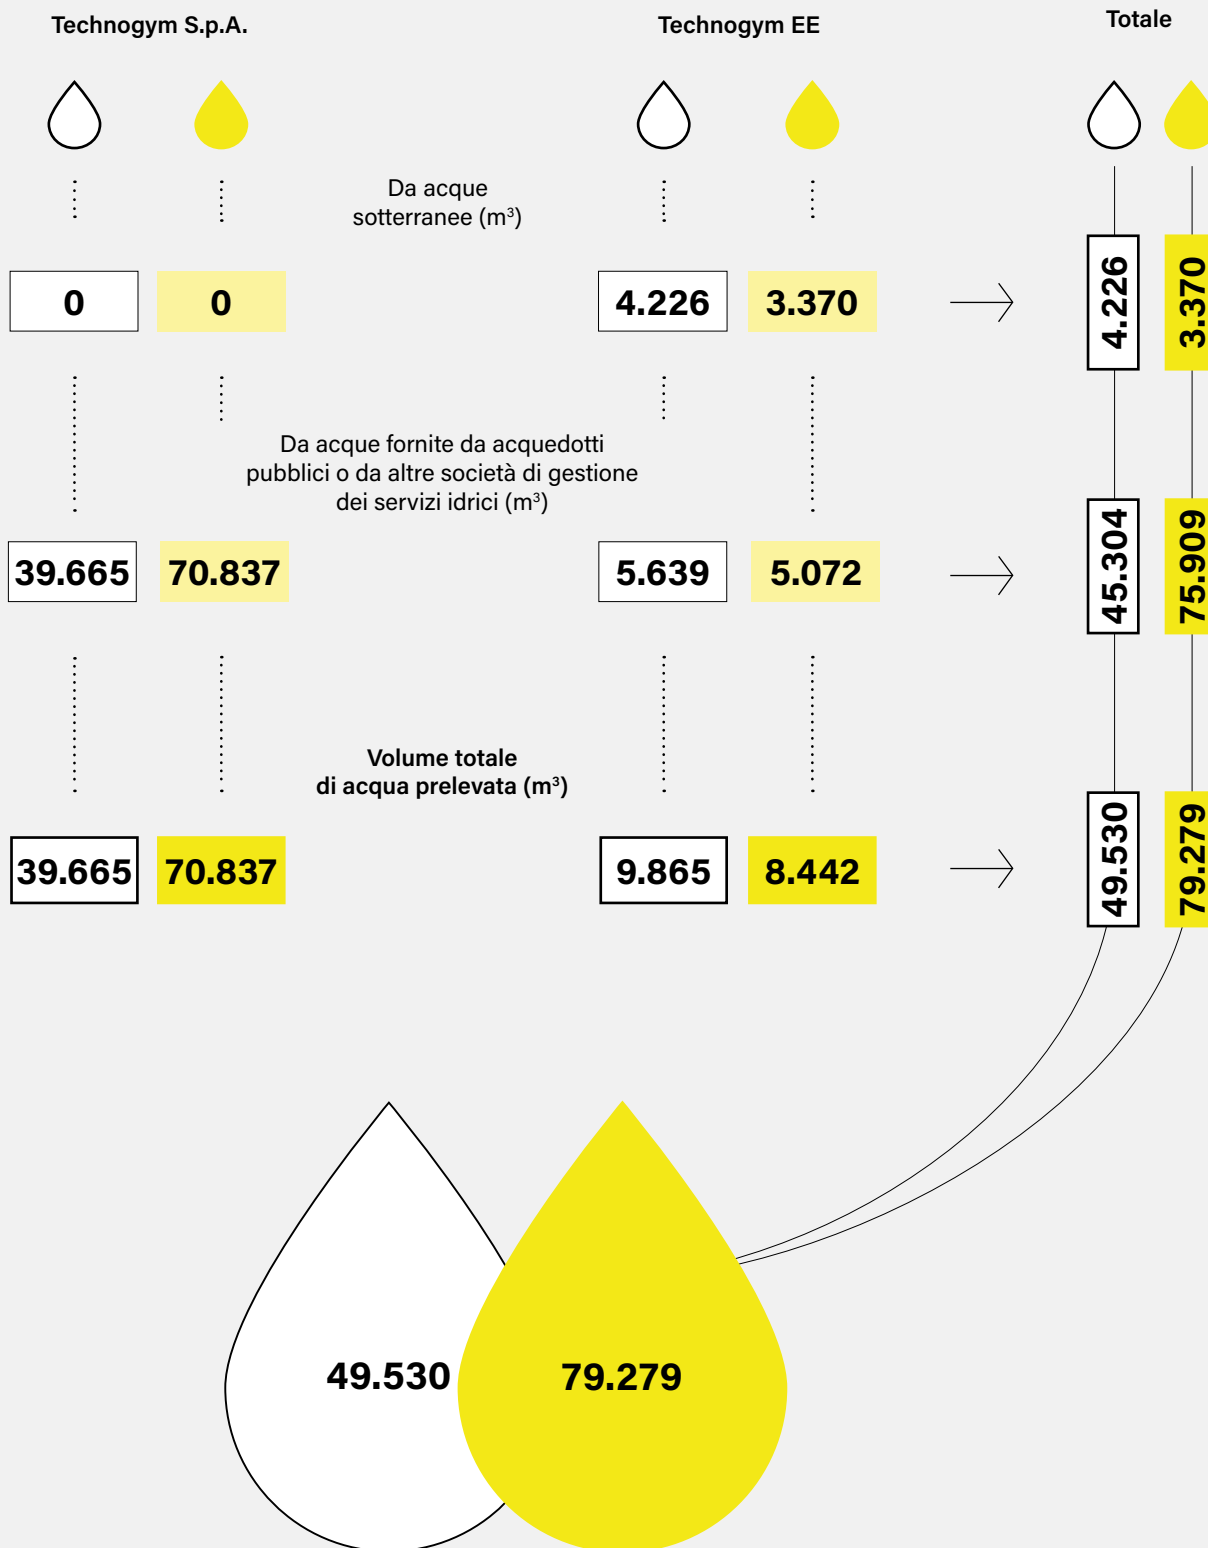 Technogym S.p.A.
Technogym EE
Totale
Da acque
sotterranee (m³)
0
0
4.226
3.370
4.226
3.370
Da acque fornite da acquedotti
pubblici o da altre società di gestione
dei servizi idrici (m³)
39.665
70.837
5.639
5.072
45.304
75.909
Volume totale
di acqua prelevata (m³)
39.665
70.837
9.865
8.442
49.530
79.279
49.530
79.279